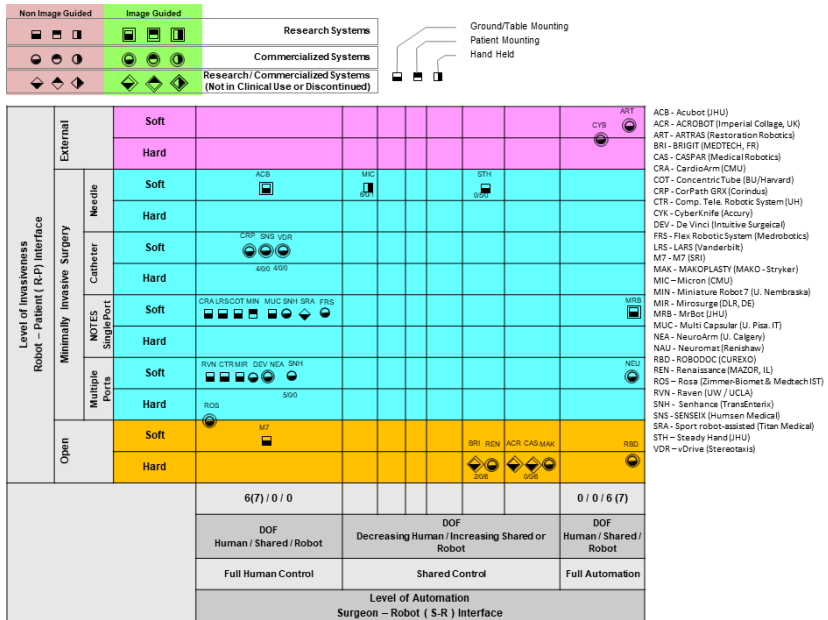 Non Image Guided
Image Guided
Research Systems
Commercialized Systems
Research/Commercialized Systems
(Not in Clinical Use or Discontinued)
Ground/Table Mounting
Patient Mounting
Hand Held
Level of Invasiveness
Robot – Patient ( R-P) Interface
External
Soft
ART
CYB
Hard
Minimally Invasive Surgery
Needle
Soft
ACB
MIC
6/0/1
STH
0/5/0
Hard
Catheter
Soft
CRP SNS VDR
4/0/0 4/0/0
Hard
NOTES
SinglePort
Soft
CRA LRS COT MIN MUC SNH SRA FRS
MRB
Hard
Multiple
Ports
Soft
RVN CTR MIR DEV NEA SNH
5/0/0
NEU
Hard
ROS
Open
Soft
M7
BRI REN ACR CAS MAK
RBD
Hard
2/0/6
0/0/6
6(7) / 0 / 0
0 / 0 / 6 (7)
DOF
Human / Shared / Robot
DOF
Decreasing Human / Increasing Shared or
Robot
DOF
Human / Shared /
Robot
Full Human Control
Shared Control
Full Automation
Level of Automation
Surgeon – Robot ( S-R ) Interface
ACB - Acubot (JHU)
ACR - ACROBOT (Imperial Collage, UK)
ART - ARTRAS (Restoration Robotics)
BRI - BRIGIT (MEDTECH, FR)
CAS - CASPAR (Medical Robotics)
CRA - CardioArm (CMU)
COT - Concentric Tube (BU/Harvard)
CRP - CorPath GRX (Corindus)
CTR - Comp. Tele. Robotic System (UH)
CYK - CyberKnife (Accury)
DEV - De Vinci (Intuitive Surgeical)
FRS - Flex Robotic System (Medrobotics)
LRS - LARS (Vanderbilt)
M7 - M7 (SRI)
MAK - MAKOPLASTY (MAKO - Stryker)
MIC – Micron (CMU)
MIN - Miniature Robot 7 (U. Nembraska)
MIR - Mirosurge (DLR, DE)
MRB - MrBot (JHU)
MUC - Multi Capsular (U. Pisa. IT)
NEA - NeuroArm (U. Calgery)
NAU - Neuromat (Renishaw)
RBD - ROBODOC (CUREXO)
REN - Renaissance (MAZOR, IL)
ROS – Rosa (Zimmer-Biomet & Medtech IST)
RVN - Raven (UW / UCLA)
SNH - Senhance (TransEnterix)
SNS - SENSEIX (Humsen Medical)
SRA - Sport robot-assisted (Titan Medical)
STH – Steady Hand (JHU)
VDR – vDrive (Stereotaxis)